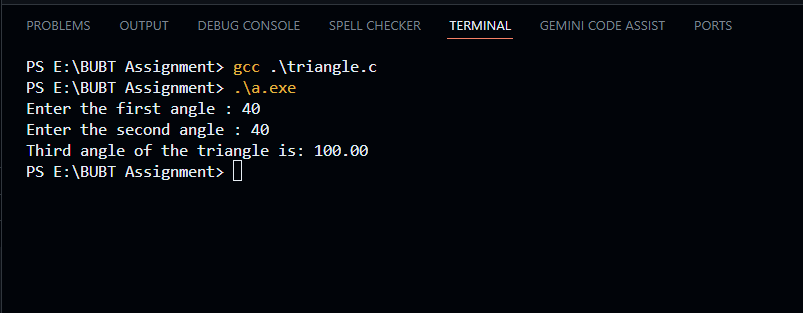 PROBLEMS OUTPUT DEBUG CONSOLE SPELL CHECKER TERMINAL GEMINI CODE ASSIST PORTS
PS E:\BUBT Assignment> gcc .\triangle.c
PS E:\BUBT Assignment> .\a.exe
Enter the first angle : 40
Enter the second angle : 40
Third angle of the triangle is: 100.00
PS E:\BUBT Assignment>